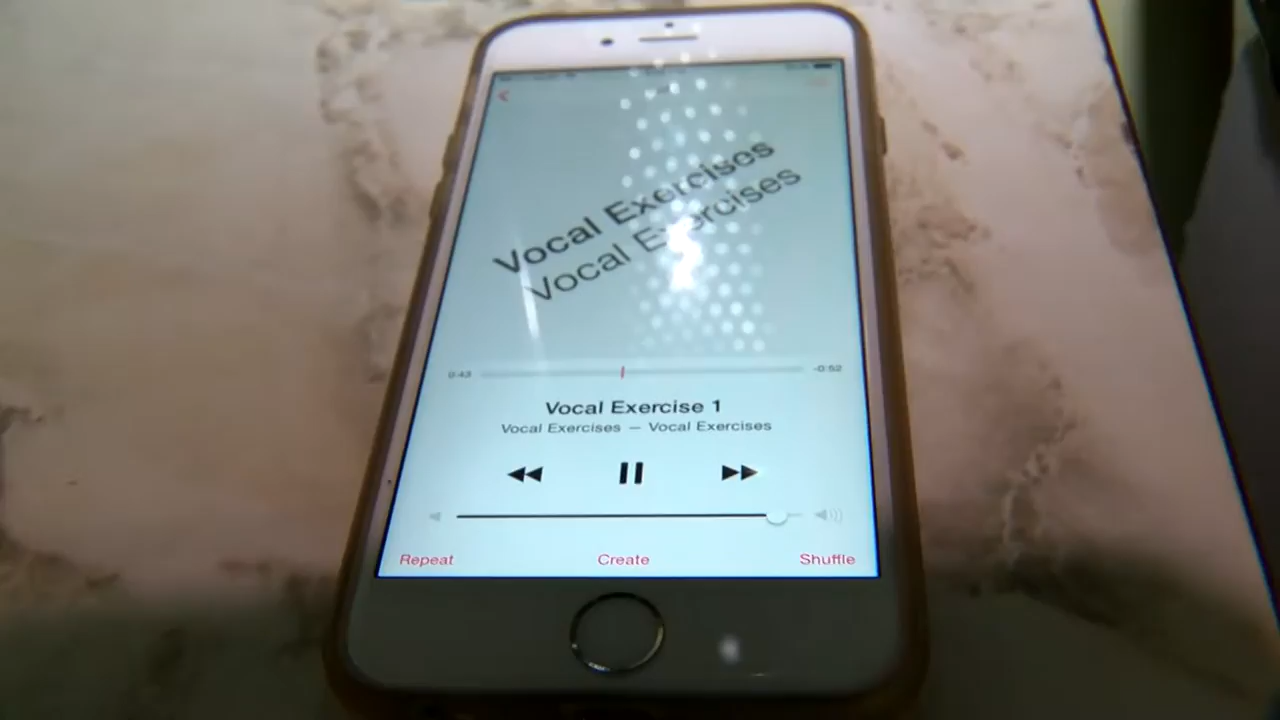 Vocal Exercises
Vocal Exercises
0:43 -0:52
Vocal Exercise 1
Vocal Exercises — Vocal Exercises
Repeat Create Shuffle